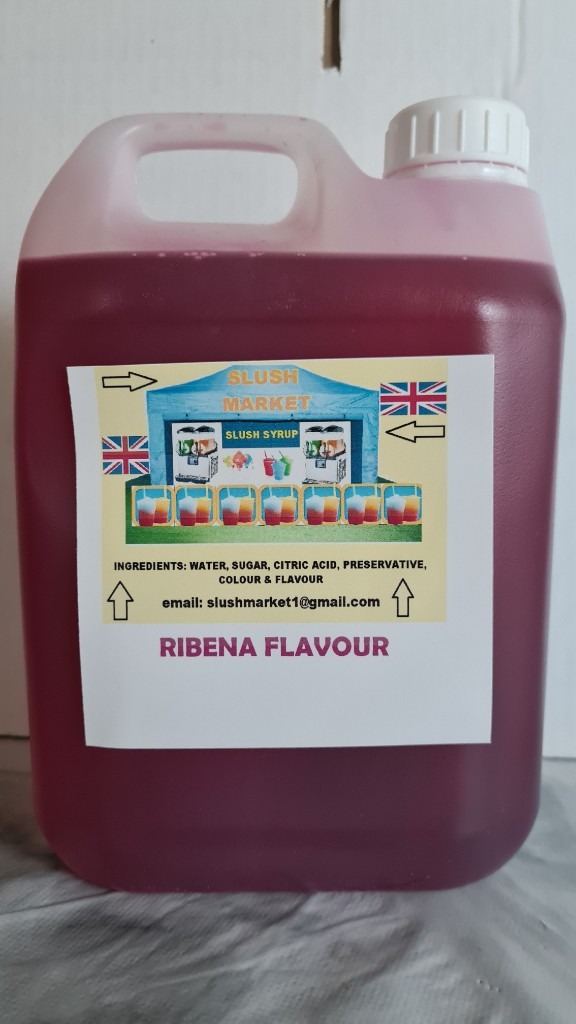 SLUSH
MARKET
SLUSH SYRUP
INGREDIENTS: WATER, SUGAR, CITRIC ACID, PRESERVATIVE,
COLOUR & FLAVOUR
email: slushmarket1@gmail.com
RIBENA FLAVOUR